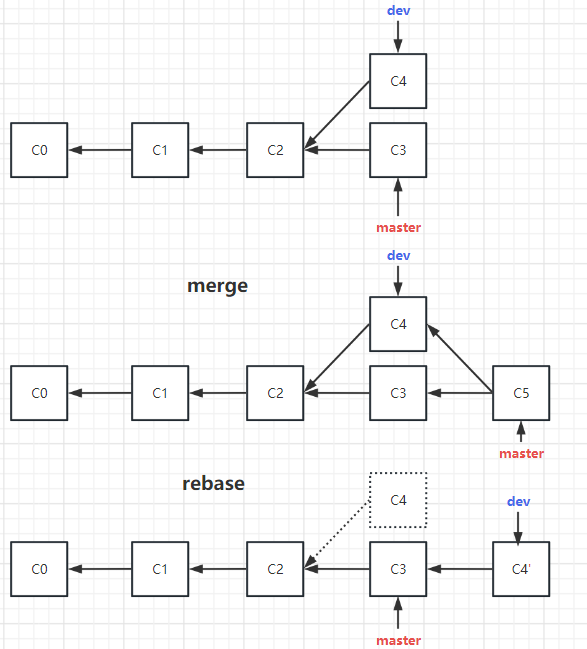 dev
C4
C0 C1 C2 C3
master
dev
merge
C4
C0 C1 C2 C3 C5
master
rebase
C4
dev
C0 C1 C2 C3 C4'
master